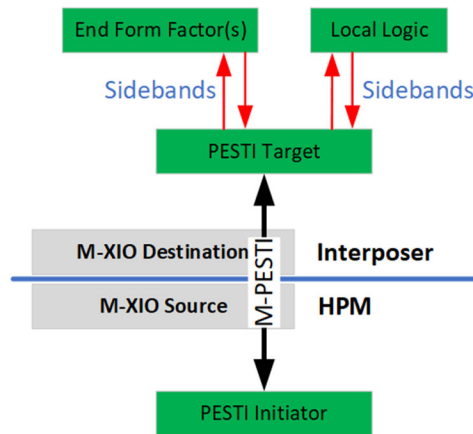 End Form Factor(s)
Local Logic
Sidebands
Sidebands
PESTI Target
M-XIO Destination
Interposer
M-PESTI
M-XIO Source
HPM
PESTI Initiator